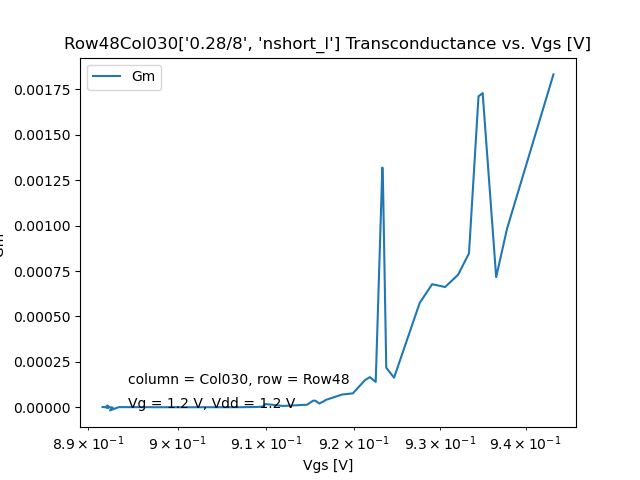 Row48Col030['0.28/8', 'nshort_l'] Transconductance vs. Vgs [V]
Gm
0.00175
0.00150
0.00125
0.00100
0.00075
0.00050
0.00025
0.00000
Gm
column = Col030, row = Row48
Vg = 1.2 V, Vdd = 1.2 V
8.9 × 10⁻¹ 9 × 10⁻¹ 9.1 × 10⁻¹ 9.2 × 10⁻¹ 9.3 × 10⁻¹ 9.4 × 10⁻¹
Vgs [V]